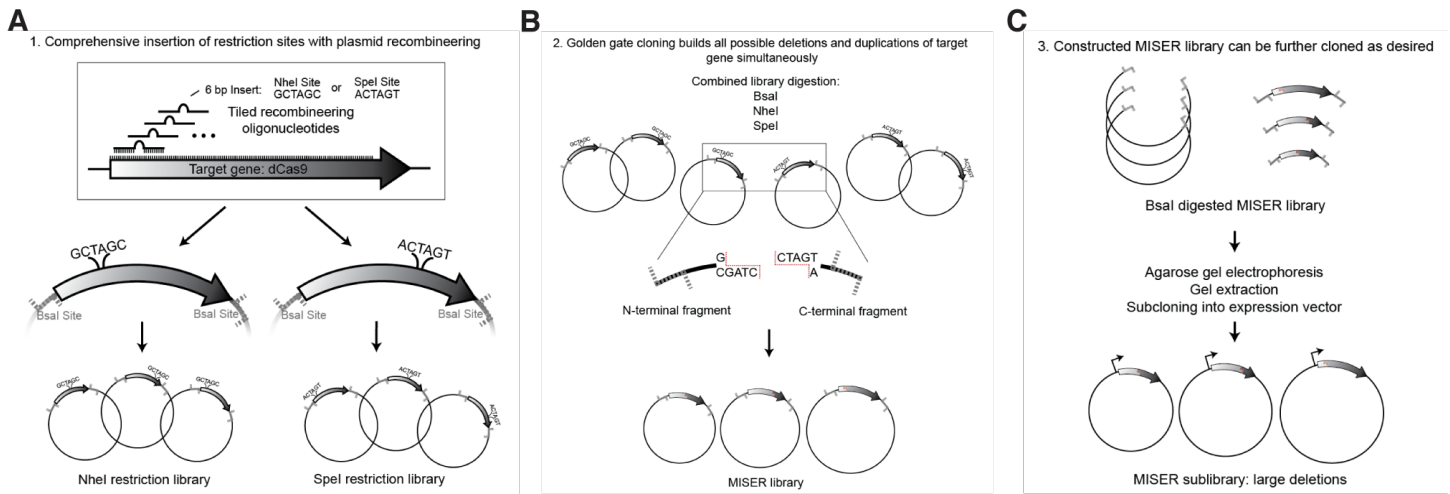 A
1. Comprehensive insertion of restriction sites with plasmid recombineering
6 bp Insert:
NheI Site
GCTAGC
or
SpeI Site
ACTAGT
Tiled recombineering
oligonucleotides
Target gene: dCas9
GCTAGC
BsaI Site
BsaI Site
ACTAGT
BsaI Site
BsaI Site
GCTAGC
GCTAGC
GCTAGC
ACTAGT
ACTAGT
ACTAGT
NheI restriction library
SpeI restriction library
B
2. Golden gate cloning builds all possible deletions and duplications of target
gene simultaneously
Combined library digestion:
BsaI
NheI
SpeI
GCTAGC
GCTAGC
GCTAGC
ACTAGT
ACTAGT
ACTAGT
G
CGATC
CTAGT
A
N-terminal fragment
C-terminal fragment
MISER library
C
3. Constructed MISER library can be further cloned as desired
BsaI digested MISER library
Agarose gel electrophoresis
Gel extraction
Subcloning into expression vector
MISER sublibrary: large deletions